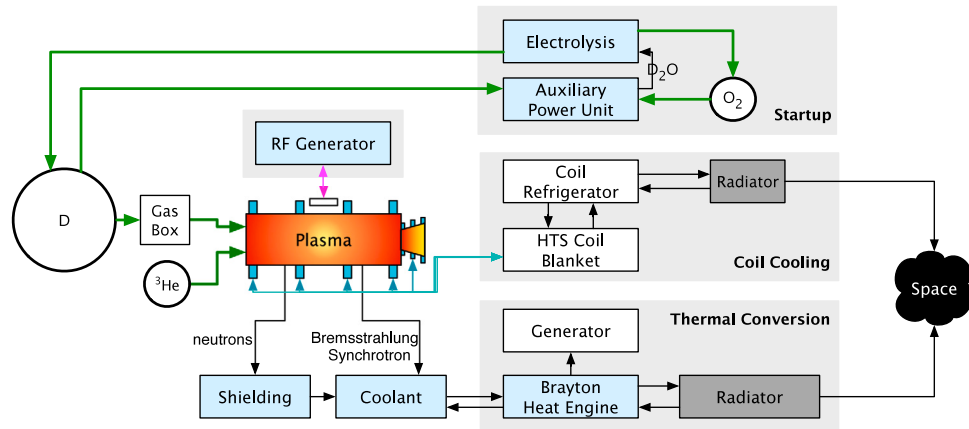 Electrolysis
D₂O
Auxiliary
Power Unit
O₂
Startup
RF Generator
D
Gas
Box
Plasma
³He
Coil
Refrigerator
Radiator
HTS Coil
Blanket
Coil Cooling
Space
neutrons
Bremsstrahlung
Synchrotron
Generator
Thermal Conversion
Shielding
Coolant
Brayton
Heat Engine
Radiator